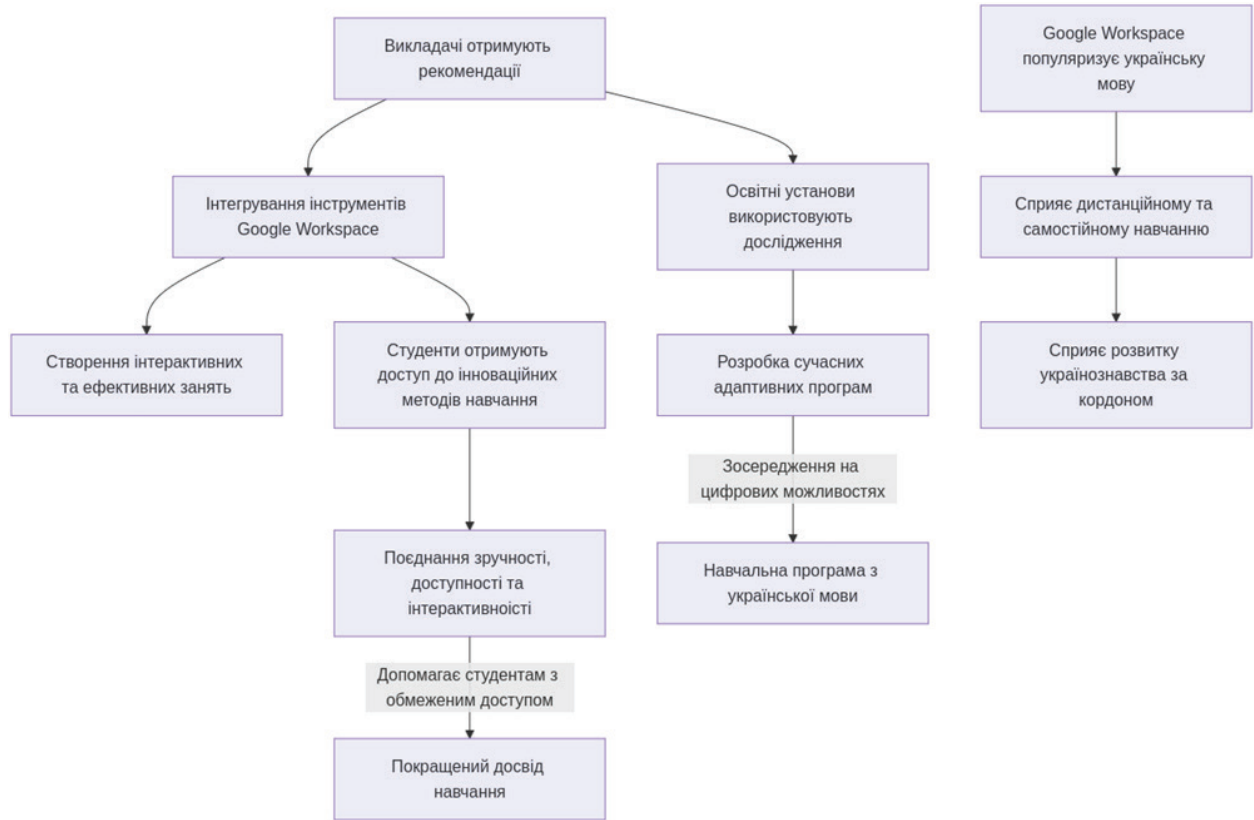 Викладачі отримують
рекомендації
Google Workspace
популяризує українську
мову
Інтегрування інструментів
Google Workspace
Освітні установи
використовують
дослідження
Сприяє дистанційному та
самостійному навчанню
Створення інтерактивних
та ефективних занять
Студенти отримують
доступ до інноваційних
методів навчання
Розробка сучасних
адаптивних програм
Сприяє розвитку
українознавства за
кордоном
Зосередження на
цифрових можливостях
Поєднання зручності,
доступності та
інтерактивноісті
Навчальна програма з
української мови
Допомагає студентам з
обмеженим доступом
Покращений досвід
навчання